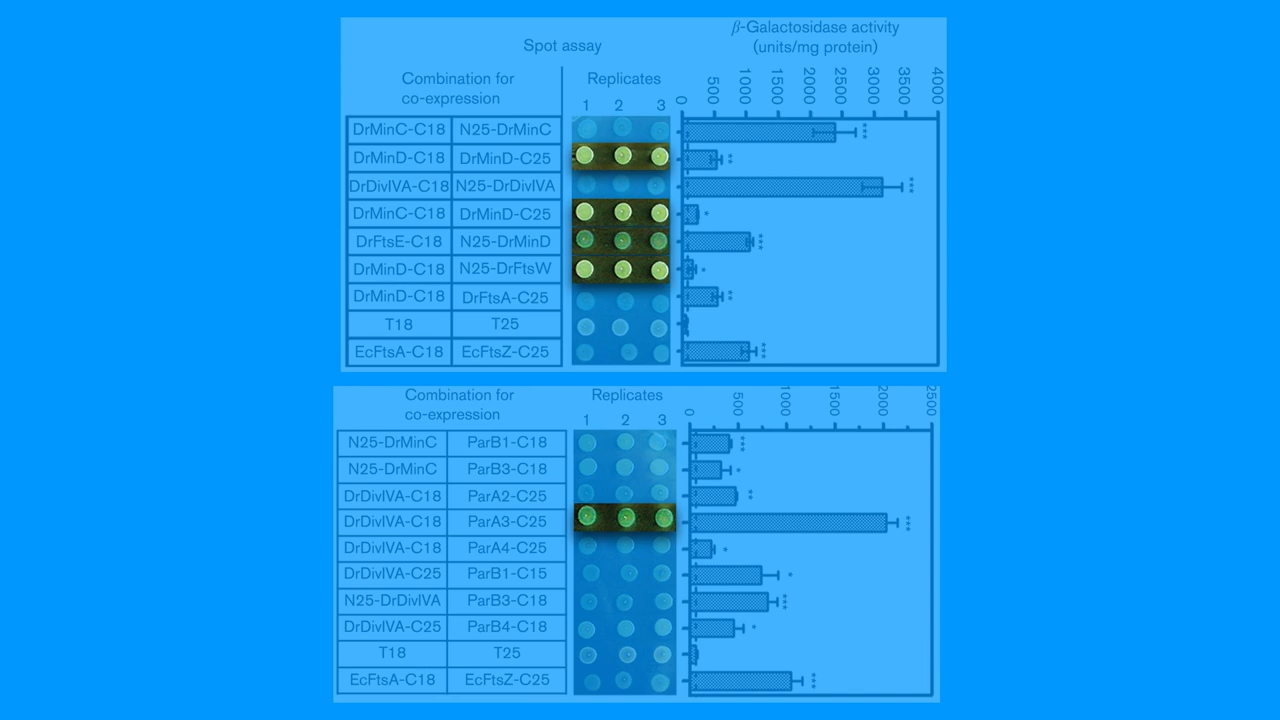 β-Galactosidase activity
Spot assay (units/mg protein)
Combination for co-expression Replicates
1 2 3
0 500 1000 1500 2000 2500 3000 3500 4000
DrMinC-C18 N25-DrMinC ***
DrMinD-C18 DrMinD-C25 **
DrDivIVA-C18 N25-DrDivIVA ***
DrMinC-C18 DrMinD-C25 *
DrFtsE-C18 N25-DrMinD ***
DrMinD-C18 N25-DrFtsW *
DrMinD-C18 DrFtsA-C25 **
T18 T25
EcFtsA-C18 EcFtsZ-C25 ***
Combination for co-expression Replicates
1 2 3
0 500 1000 1500 2000 2500
N25-DrMinC ParB1-C18 ***
N25-DrMinC ParB3-C18 *
DrDivIVA-C18 ParA2-C25 **
DrDivIVA-C18 ParA3-C25 ***
DrDivIVA-C18 ParA4-C25 *
DrDivIVA-C25 ParB1-C15 *
N25-DrDivIVA ParB3-C18 ***
DrDivIVA-C25 ParB4-C18 *
T18 T25
EcFtsA-C18 EcFtsZ-C25 ***